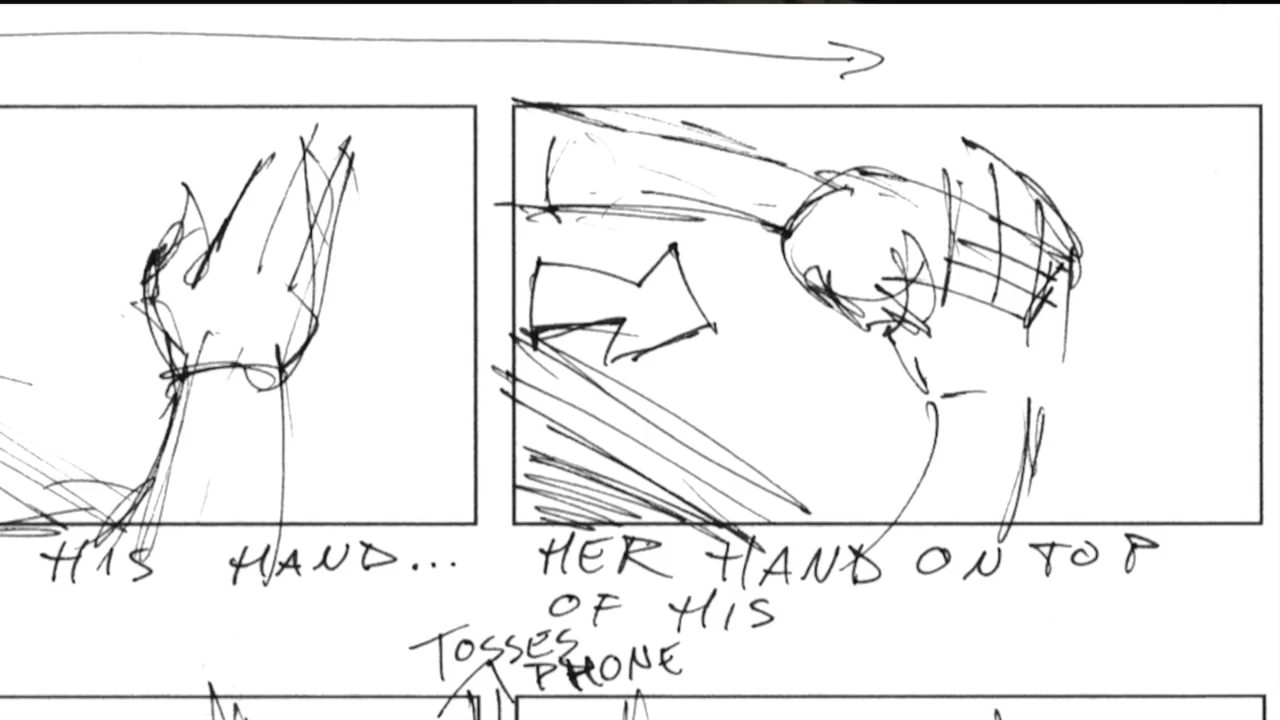 HIS HAND...
HER HAND ON TOP
OF HIS
TOSSES
PHONE